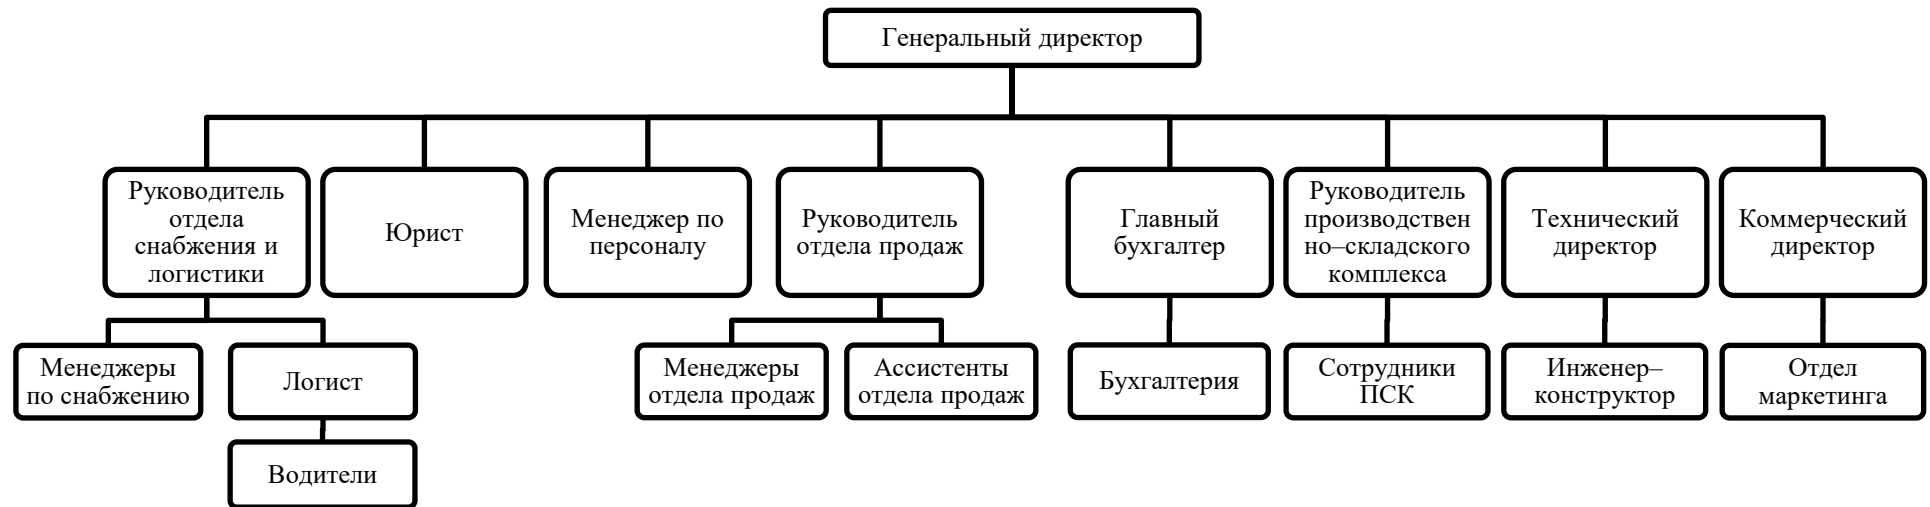 Генеральный директор
Руководитель
отдела
снабжения и
логистики
Юрист
Менеджер по
персоналу
Руководитель
отдела продаж
Главный
бухгалтер
Руководитель
производствен
но–складского
комплекса
Технический
директор
Коммерческий
директор
Менеджеры
по снабжению
Логист
Менеджеры
отдела продаж
Ассистенты
отдела продаж
Бухгалтерия
Сотрудники
ПСК
Инженер–
конструктор
Отдел
маркетинга
Водители